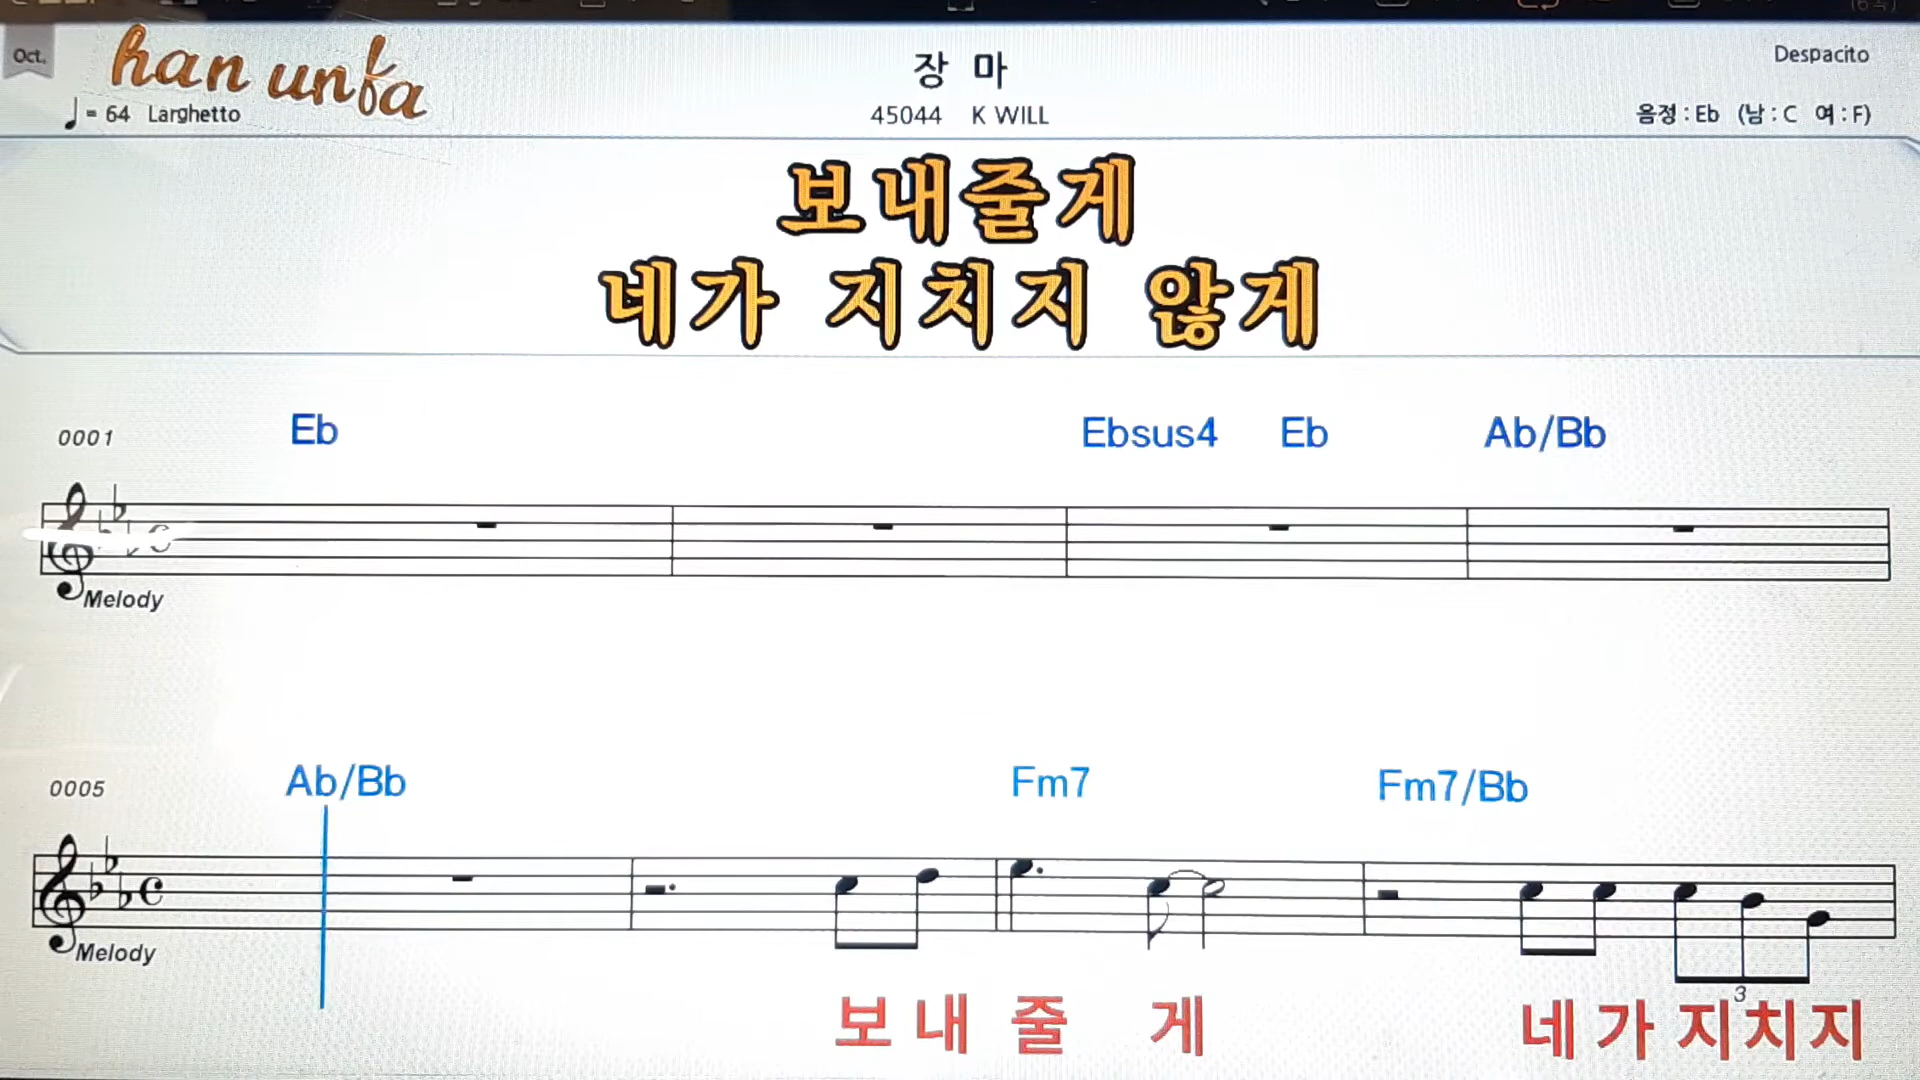 Oct.
han unfa
장 마
Despacito
♩= 64 Larghetto
45044 K WILL
음정 : Eb (남 : C 여 : F)
보내줄게
네가 지치지 않게
0001
Eb Ebsus4 Eb Ab/Bb
Melody
0005
Ab/Bb Fm7 Fm7/Bb
Melody
3
보 내 줄 게 네 가 지치지